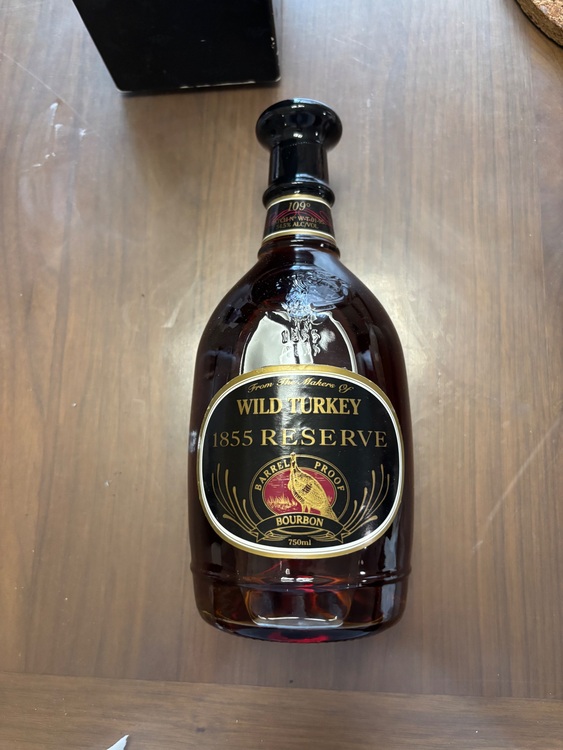 109°
From The Makers Of
WILD TURKEY
1855 RESERVE
BARREL PROOF
BOURBON
750ml